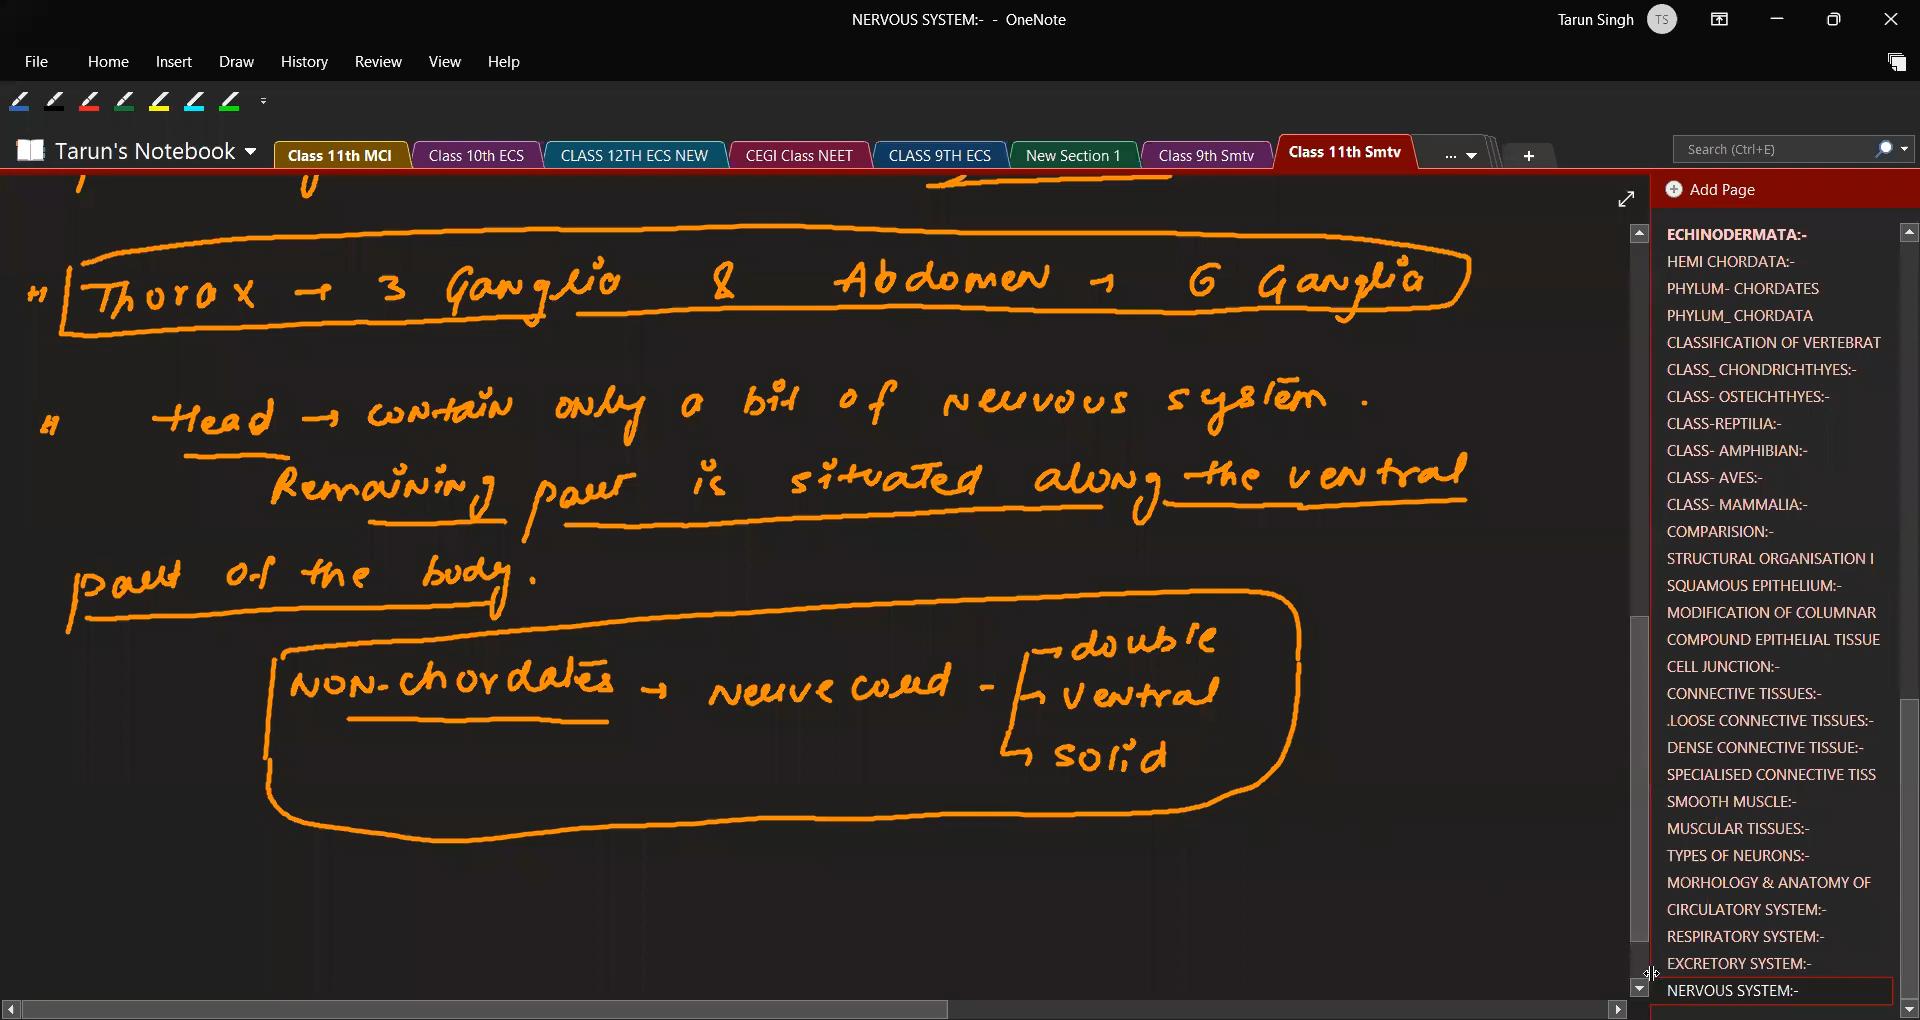 NERVOUS SYSTEM:- - OneNote
Tarun Singh TS
File Home Insert Draw History Review View Help
Tarun's Notebook Class 11th MCI Class 10th ECS CLASS 12TH ECS NEW CEGI Class NEET CLASS 9TH ECS New Section 1 Class 9th Smtv Class 11th Smtv ... + Search (Ctrl+E)
Thorax → 3 Ganglia & Abdomen → 6 Ganglia
Head → contain only a bit of nervous system.
Remaining part is situated along the ventral
part of the body.
Non-chordates → Nerve cord - → double
→ ventral
→ solid
Add Page
ECHINODERMATA:-
HEMI CHORDATA:-
PHYLUM- CHORDATES
PHYLUM_ CHORDATA
CLASSIFICATION OF VERTEBRAT
CLASS_ CHONDRICHTHYES:-
CLASS- OSTEICHTHYES:-
CLASS-REPTILIA:-
CLASS- AMPHIBIAN:-
CLASS- AVES:-
CLASS- MAMMALIA:-
COMPARISION:-
STRUCTURAL ORGANISATION I
SQUAMOUS EPITHELIUM:-
MODIFICATION OF COLUMNAR
COMPOUND EPITHELIAL TISSUE
CELL JUNCTION:-
CONNECTIVE TISSUES:-
.LOOSE CONNECTIVE TISSUES:-
DENSE CONNECTIVE TISSUE:-
SPECIALISED CONNECTIVE TISS
SMOOTH MUSCLE:-
MUSCULAR TISSUES:-
TYPES OF NEURONS:-
MORHOLOGY & ANATOMY OF
CIRCULATORY SYSTEM:-
RESPIRATORY SYSTEM:-
EXCRETORY SYSTEM:-
NERVOUS SYSTEM:-